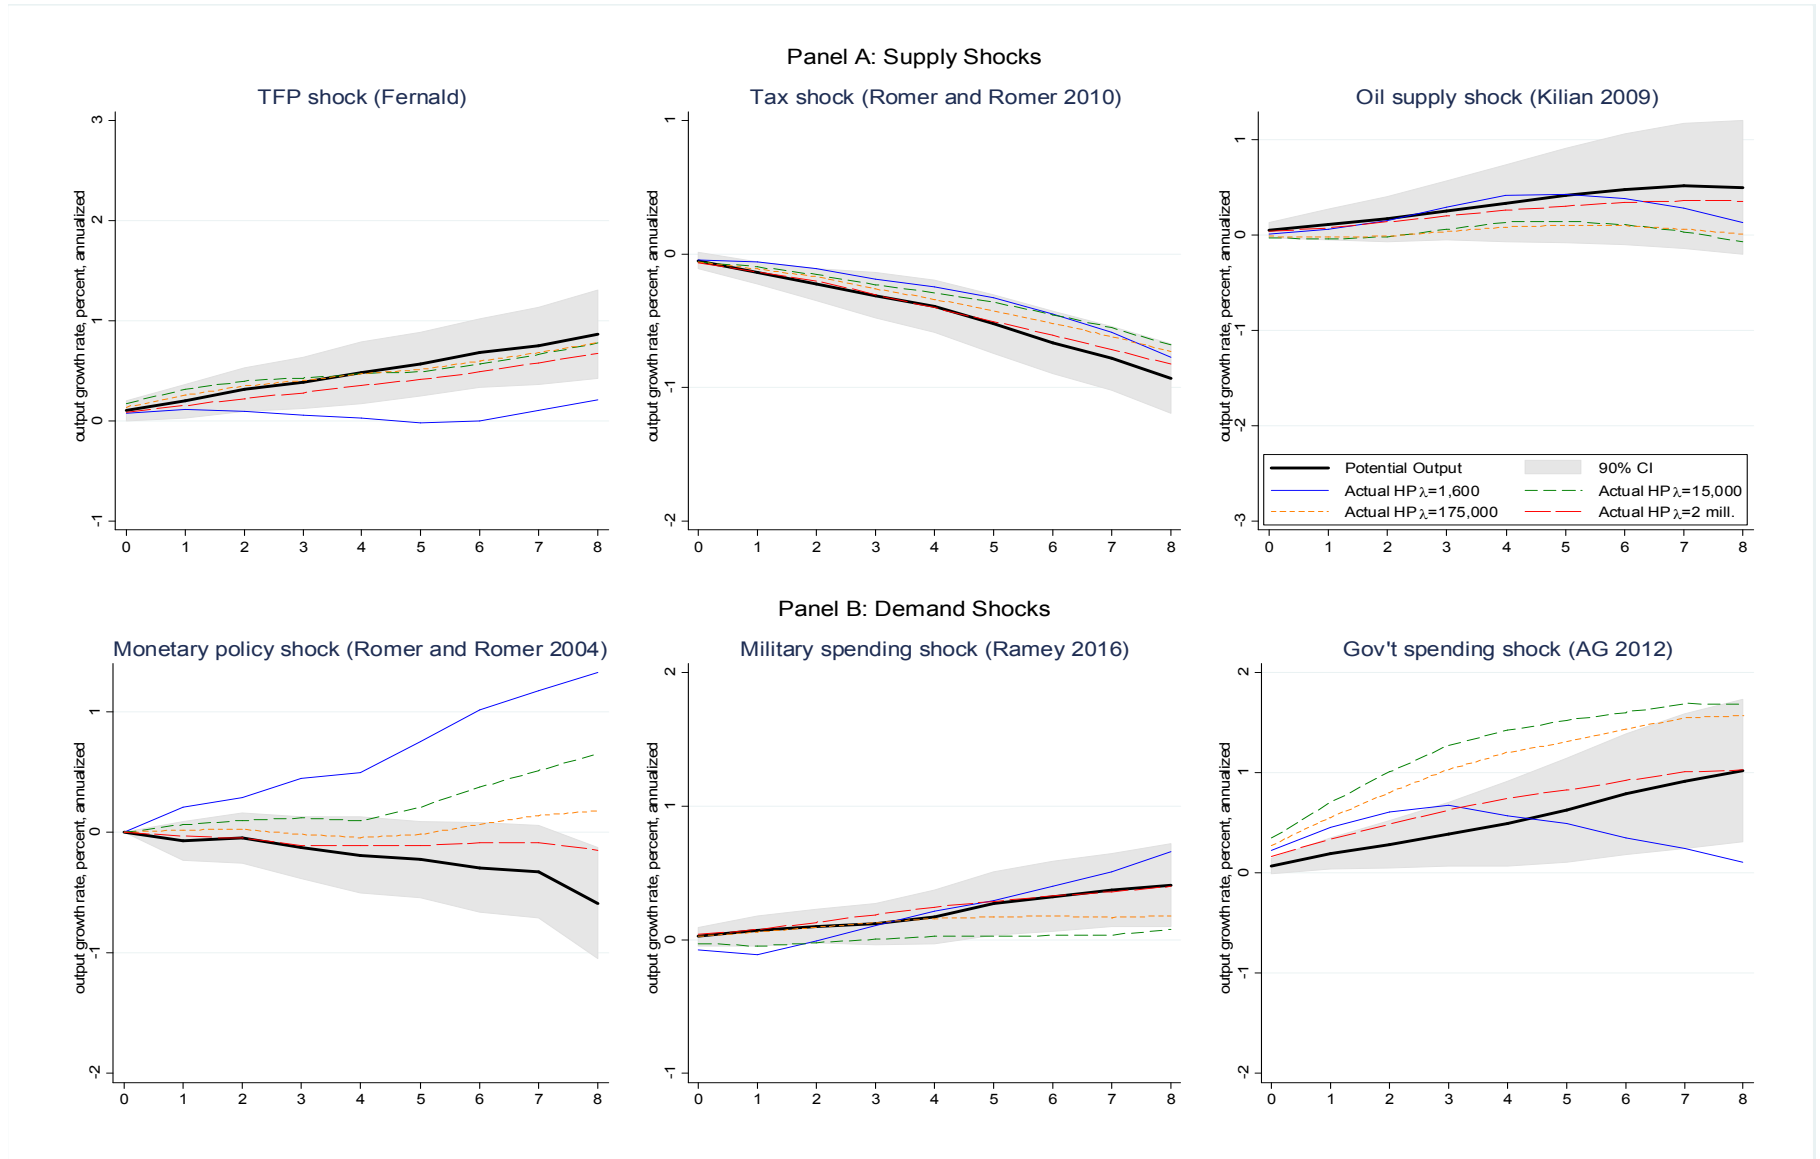 Panel A: Supply Shocks
TFP shock (Fernald)
output growth rate, percent, annualized
3
2
1
0
-1
0 1 2 3 4 5 6 7 8
Tax shock (Romer and Romer 2010)
output growth rate, percent, annualized
1
0
-1
-2
0 1 2 3 4 5 6 7 8
Oil supply shock (Kilian 2009)
output growth rate, percent, annualized
1
0
-1
-2
-3
Potential Output
90% CI
Actual HP λ=1,600
Actual HP λ=15,000
Actual HP λ=175,000
Actual HP λ=2 mill.
0 1 2 3 4 5 6 7 8
Panel B: Demand Shocks
Monetary policy shock (Romer and Romer 2004)
output growth rate, percent, annualized
1
0
-1
-2
0 1 2 3 4 5 6 7 8
Military spending shock (Ramey 2016)
output growth rate, percent, annualized
2
1
0
-1
0 1 2 3 4 5 6 7 8
Gov't spending shock (AG 2012)
output growth rate, percent, annualized
2
1
0
-1
-2
0 1 2 3 4 5 6 7 8